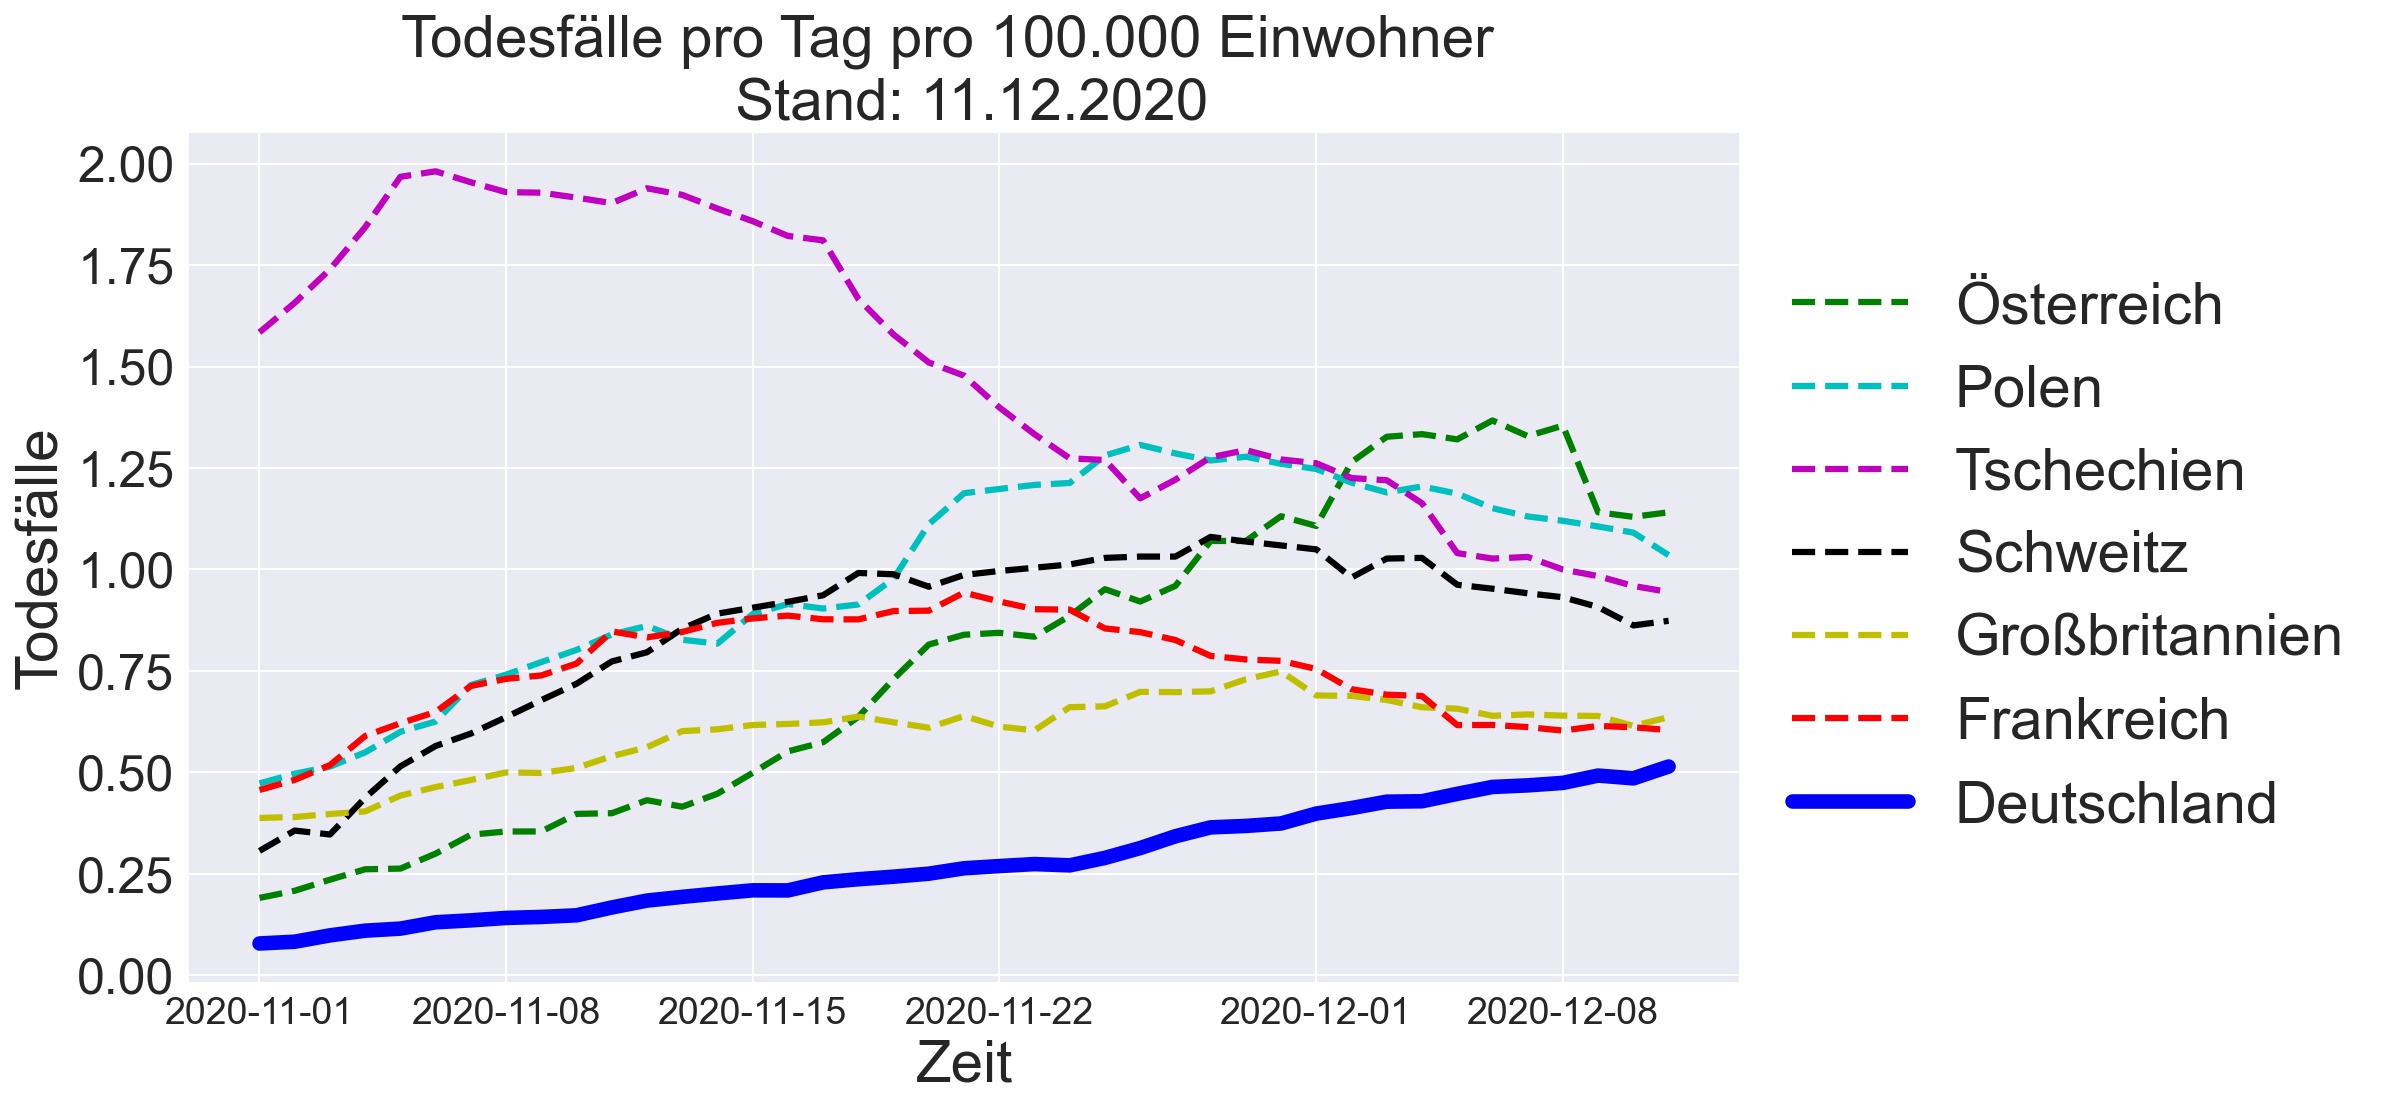 Todesfälle pro Tag pro 100.000 Einwohner
Stand: 11.12.2020
Todesfälle
2.00
1.75
1.50
1.25
1.00
0.75
0.50
0.25
0.00
2020-11-01 2020-11-08 2020-11-15 2020-11-22 2020-12-01 2020-12-08
Zeit
Österreich
Polen
Tschechien
Schweitz
Großbritannien
Frankreich
Deutschland